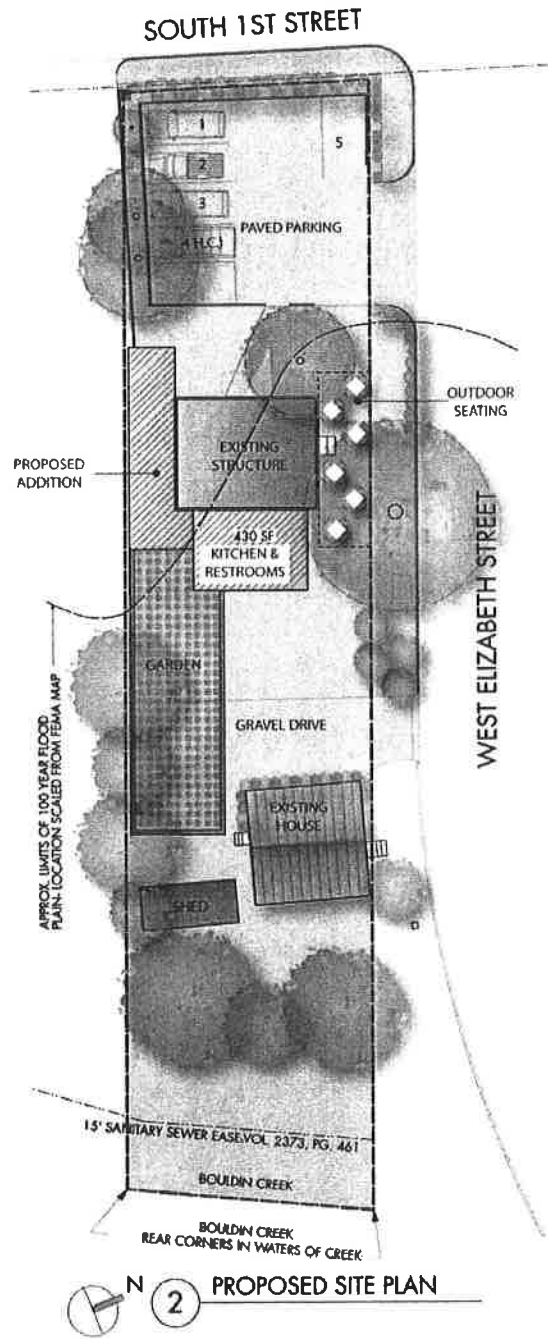 SOUTH 1ST STREET
1
2
3
4 (H.C.)
5
PAVED PARKING
OUTDOOR
SEATING
EXISTING
STRUCTURE
PROPOSED
ADDITION
430 SF
KITCHEN &
RESTROOMS
WEST ELIZABETH STREET
GARDEN
GRAVEL DRIVE
APPROX. LIMITS OF 100 YEAR FLOOD
PLAIN- LOCATION SCALED FROM FEMA MAP
EXISTING
HOUSE
SHED
15' SANITARY SEWER EASE.VOL. 2373, PG. 461
BOULDIN CREEK
BOULDIN CREEK
REAR CORNERS IN WATERS OF CREEK
N
2
PROPOSED SITE PLAN